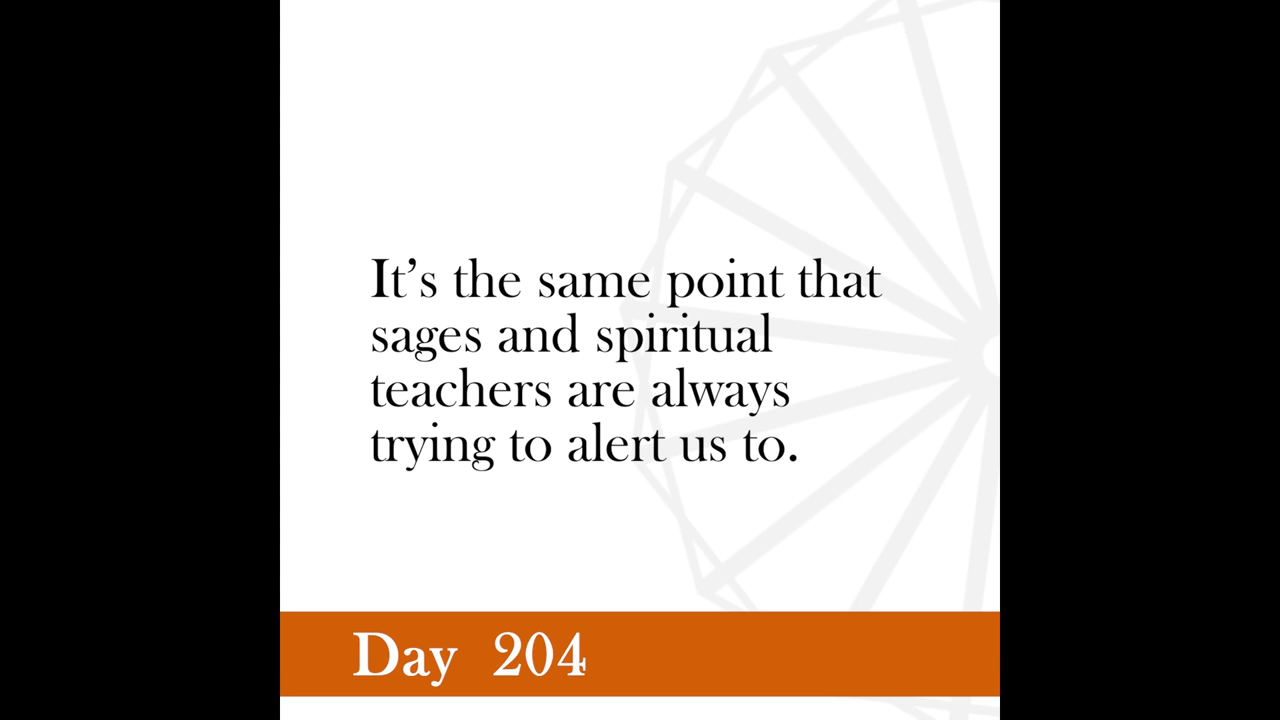 It’s the same point that
sages and spiritual
teachers are always
trying to alert us to.
Day 204